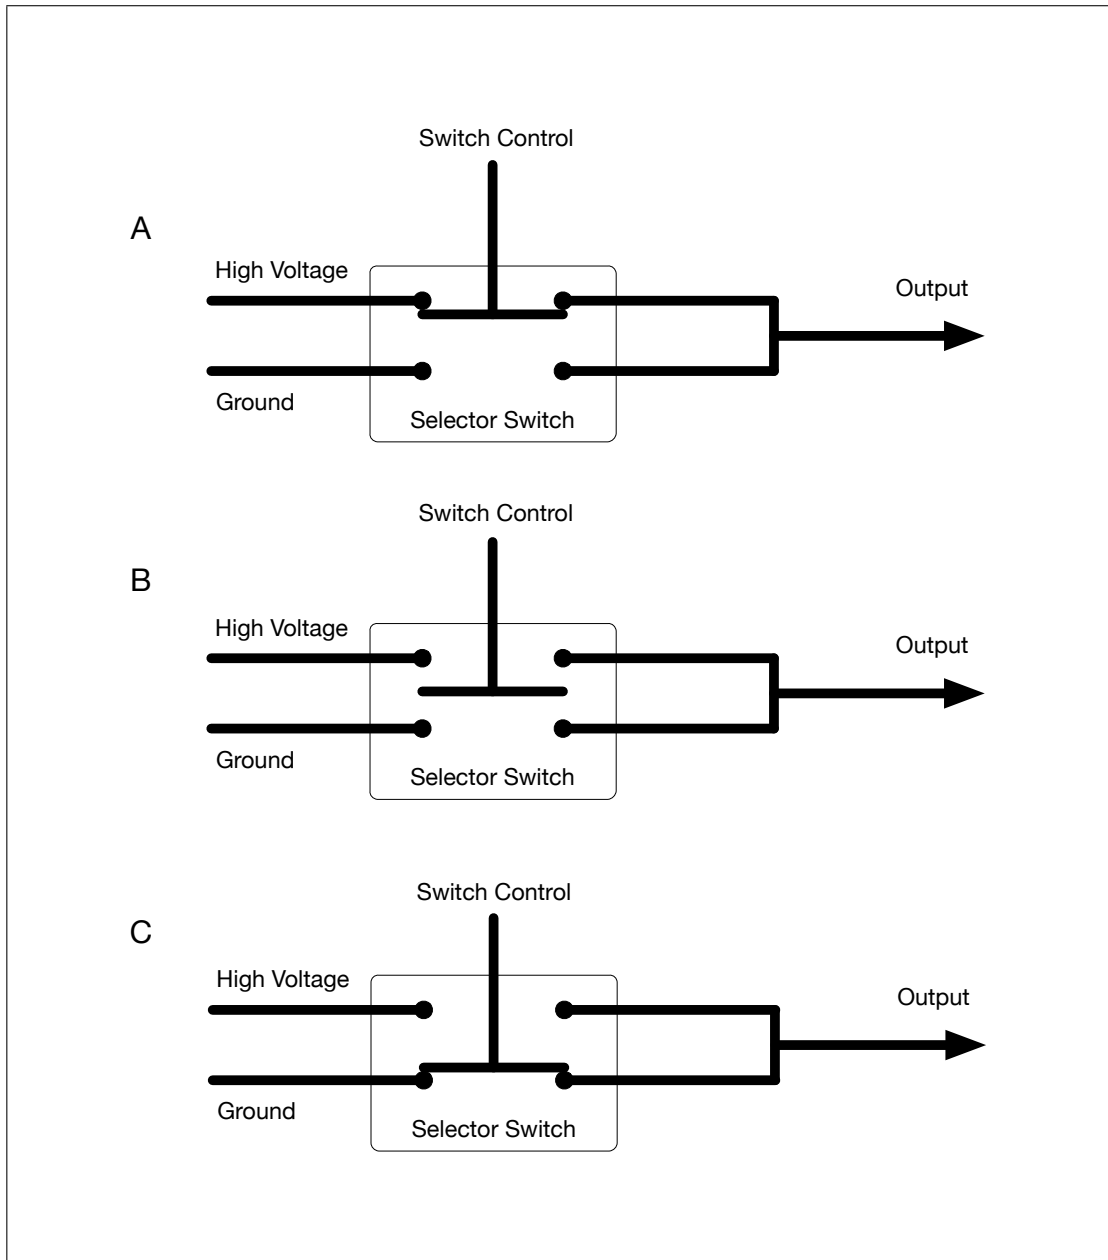 Switch Control
A
High Voltage
Output
Ground
Selector Switch
Switch Control
B
High Voltage
Output
Ground
Selector Switch
Switch Control
C
High Voltage
Output
Ground
Selector Switch